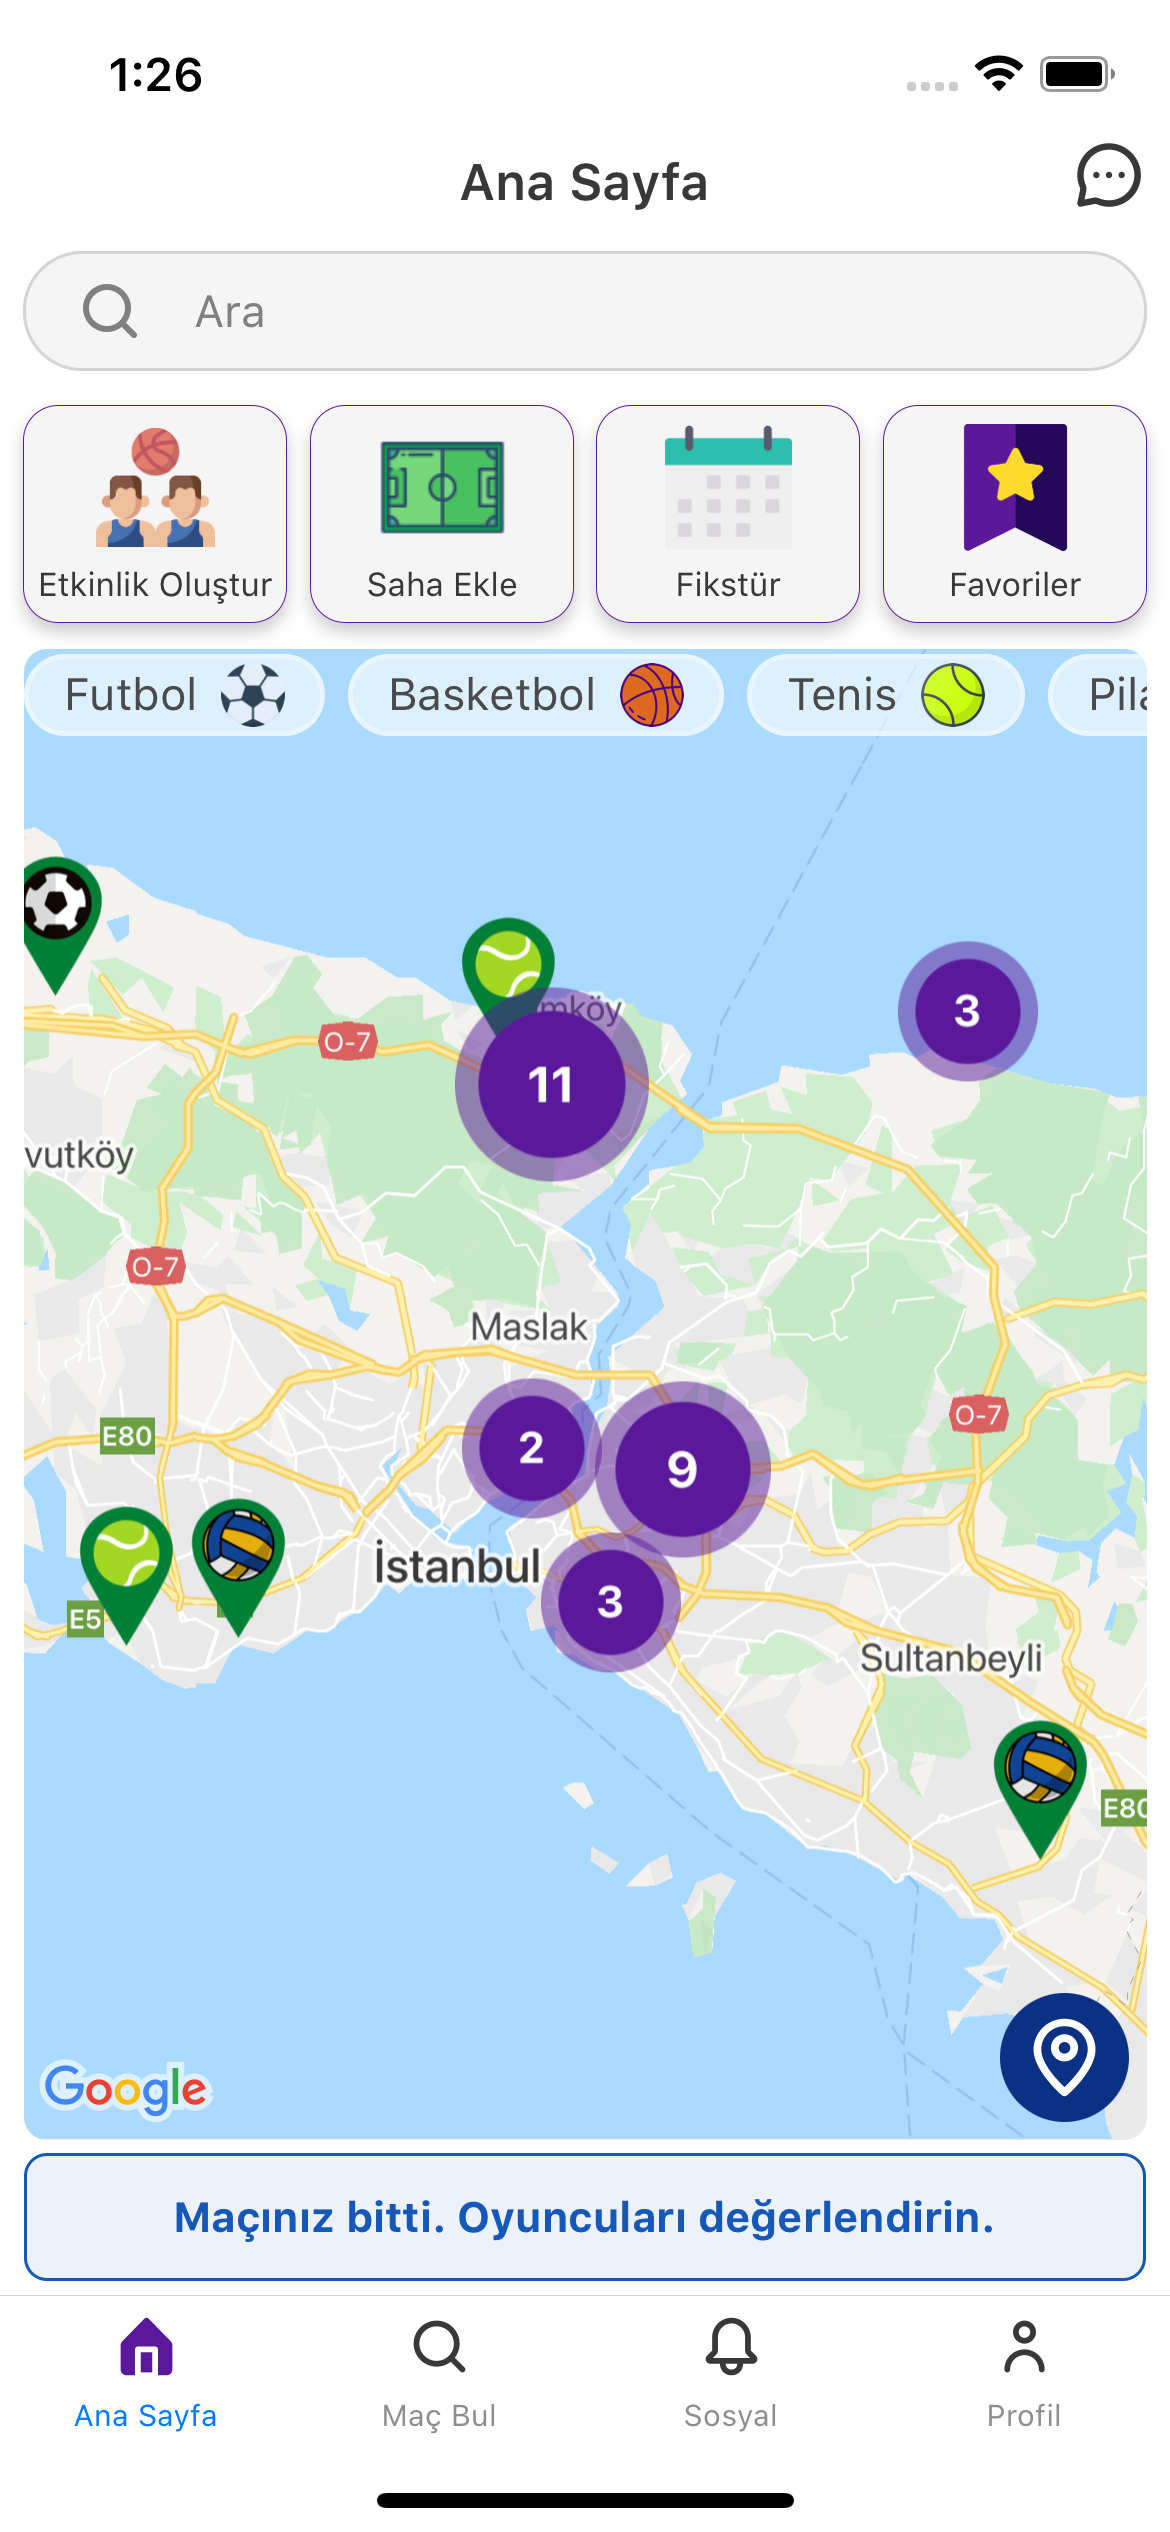 1:26
Ana Sayfa
Ara
Etkinlik Oluştur
Saha Ekle
Fikstür
Favoriler
Futbol
Basketbol
Tenis
Pila
mköy
3
O-7
11
vutköy
O-7
Maslak
O-7
E80
2
9
İstanbul
3
E5
Sultanbeyli
E80
Google
Maçınız bitti. Oyuncuları değerlendirin.
Ana Sayfa
Maç Bul
Sosyal
Profil